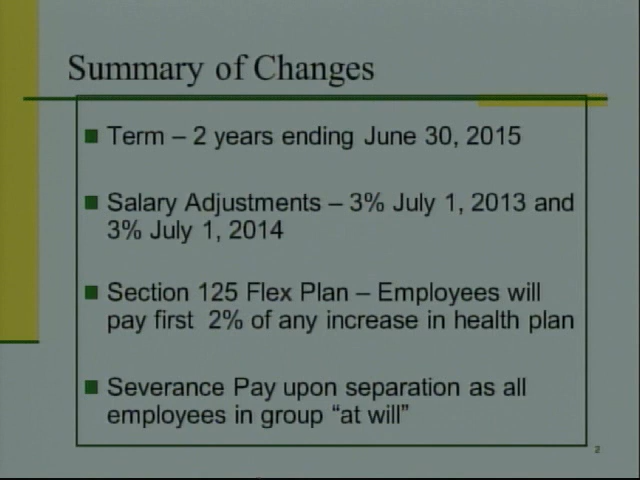 Summary of Changes
Term – 2 years ending June 30, 2015
Salary Adjustments – 3% July 1, 2013 and
3% July 1, 2014
Section 125 Flex Plan – Employees will
pay first 2% of any increase in health plan
Severance Pay upon separation as all
employees in group “at will”
2